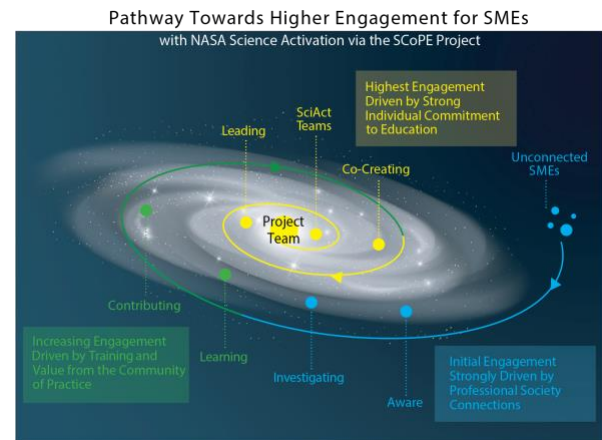 Pathway Towards Higher Engagement for SMEs
with NASA Science Activation via the SCoPE Project
Highest Engagement
Driven by Strong
Individual Commitment
to Education
SciAct
Teams
Leading
Co-Creating
Unconnected
SMEs
Project
Team
Contributing
Learning
Investigating
Aware
Increasing Engagement
Driven by Training and
Value from the Community
of Practice
Initial Engagement
Strongly Driven by
Professional Society
Connections